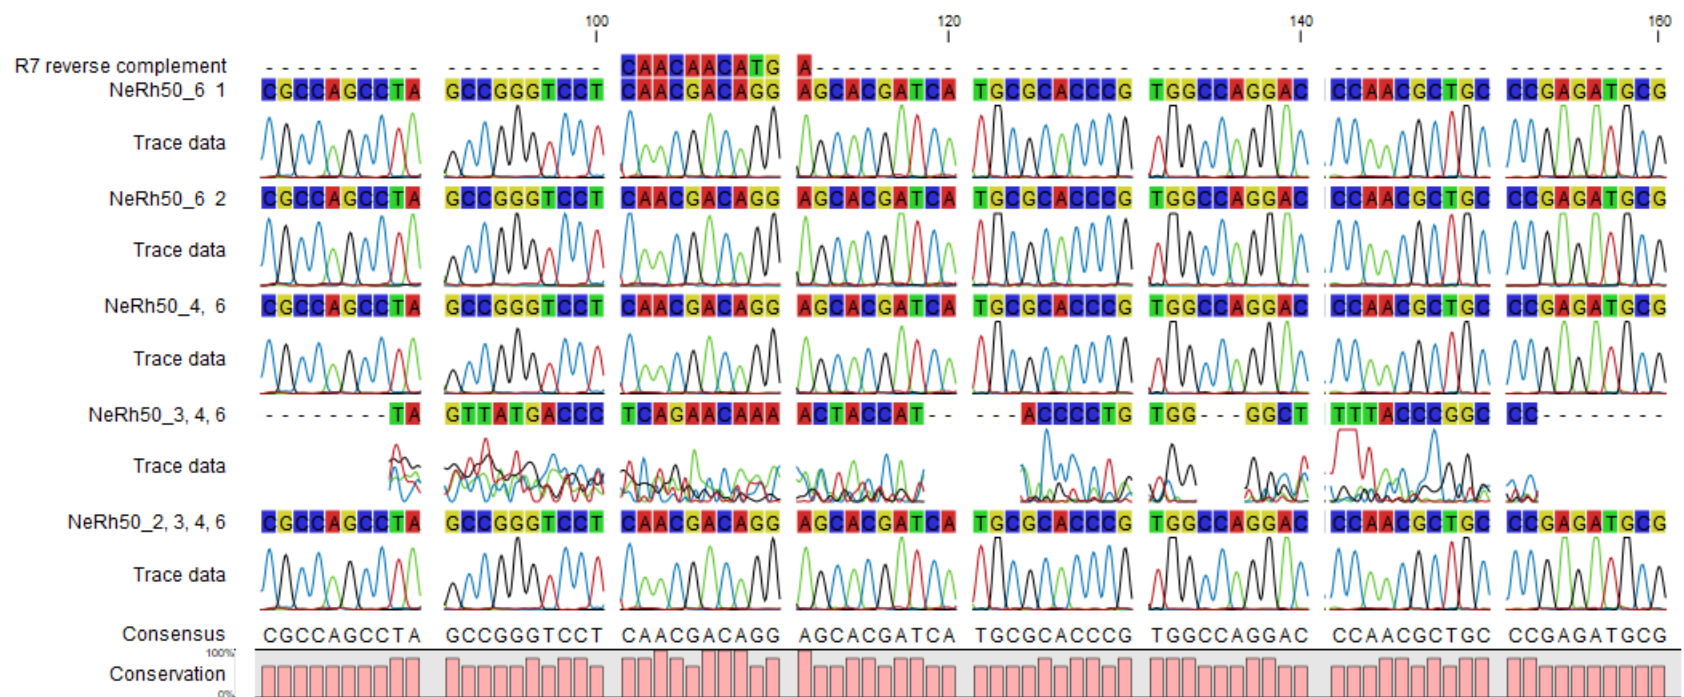 100 120 140 160
R7 reverse complement - - - - - - - - - - - - - - - - - - - - CAACAACATG A - - - - - - - - - - - - - - - - - - - - - - - - - - - - - - - - - - - - - - - - - - - - - - - - -
NeRh50_6 1 CGCCAGCCTA GCCGGGTCCT CAACGACAGG AGCACGATCA TGCGCACCCG TGGCCAGGAC CCAACGCTGC CCGAGATGCG
Trace data
NeRh50_6 2 CGCCAGCCTA GCCGGGTCCT CAACGACAGG AGCACGATCA TGCGCACCCG TGGCCAGGAC CCAACGCTGC CCGAGATGCG
Trace data
NeRh50_4, 6 CGCCAGCCTA GCCGGGTCCT CAACGACAGG AGCACGATCA TGCGCACCCG TGGCCAGGAC CCAACGCTGC CCGAGATGCG
Trace data
NeRh50_3, 4, 6 - - - - - - - - TA GTTATGACCC TCAGAACAAA ACTACCAT - - - - - ACCCCTG TGG - - - GGCT TTTACCCGGC CC - - - - - - - -
Trace data
NeRh50_2, 3, 4, 6 CGCCAGCCTA GCCGGGTCCT CAACGACAGG AGCACGATCA TGCGCACCCG TGGCCAGGAC CCAACGCTGC CCGAGATGCG
Trace data
Consensus CGCCAGCCTA GCCGGGTCCT CAACGACAGG AGCACGATCA TGCGCACCCG TGGCCAGGAC CCAACGCTGC CCGAGATGCG
100%
Conservation
0%